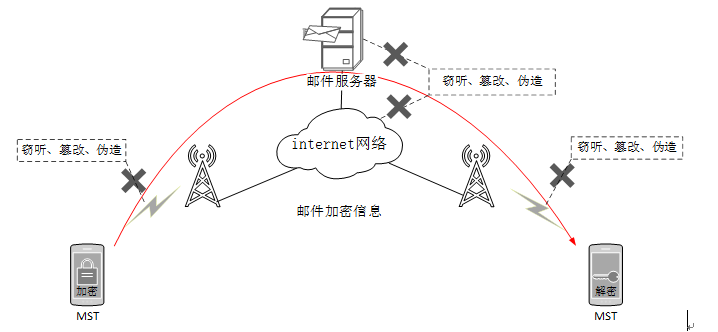 邮件服务器
窃听、篡改、伪造
窃听、篡改、伪造
internet网络
窃听、篡改、伪造
邮件加密信息
加密
解密
MST
MST